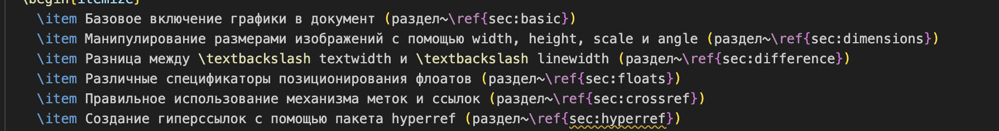 \begin{itemize}
\item Базовое включение графики в документ (раздел~\ref{sec:basic})
\item Манипулирование размерами изображений с помощью width, height, scale и angle (раздел~\ref{sec:dimensions})
\item Разница между \textbackslash textwidth и \textbackslash linewidth (раздел~\ref{sec:difference})
\item Различные спецификаторы позиционирования флоатов (раздел~\ref{sec:floats})
\item Правильное использование механизма меток и ссылок (раздел~\ref{sec:crossref})
\item Создание гиперссылок с помощью пакета hyperref (раздел~\ref{sec:hyperref})